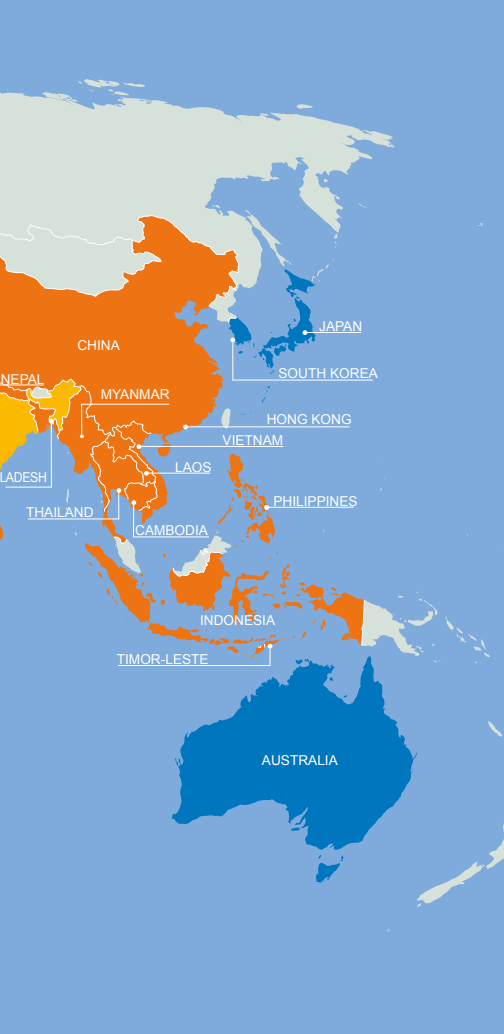 JAPAN
CHINA
SOUTH KOREA
NEPAL
MYANMAR
HONG KONG
VIETNAM
LAOS
LADESH
PHILIPPINES
THAILAND
CAMBODIA
INDONESIA
TIMOR-LESTE
AUSTRALIA